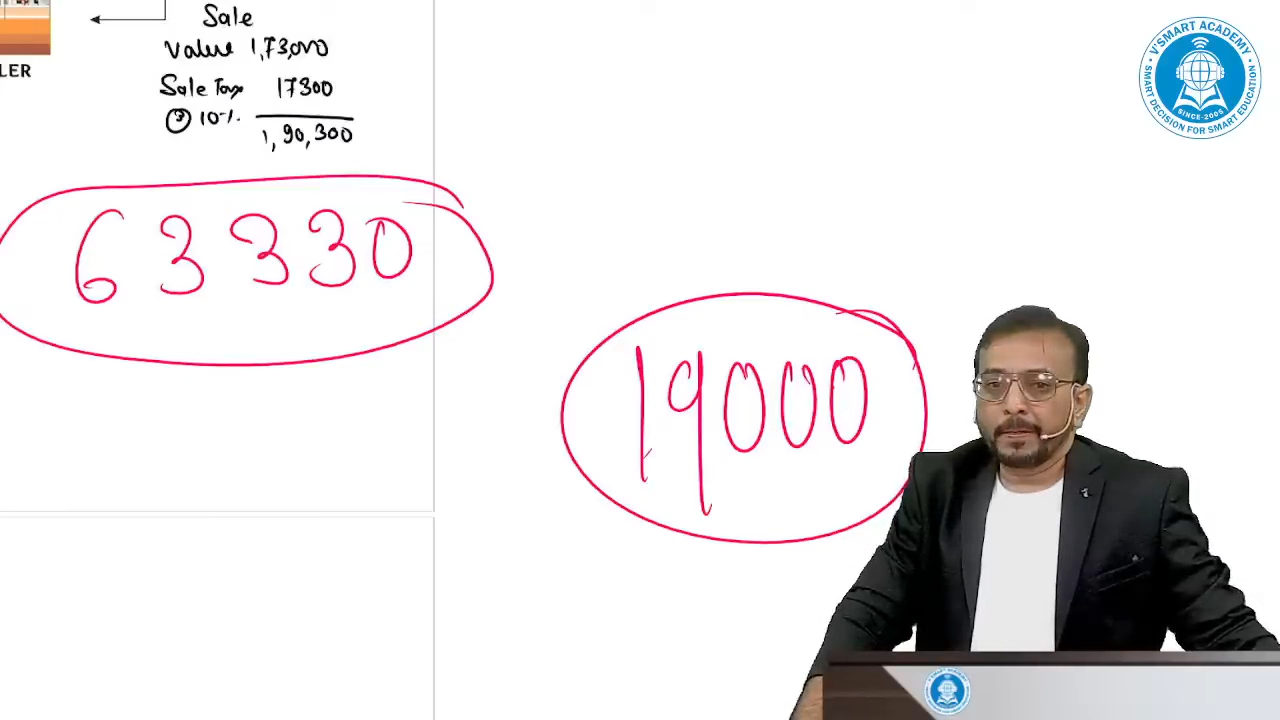 Sale
Value 1,73,000
Sale Tax 17300
@ 10%.
1,90,300
LER
63330
19000
V'SMART ACADEMY
SINCE-2005
SMART DECISION FOR SMART EDUCATION